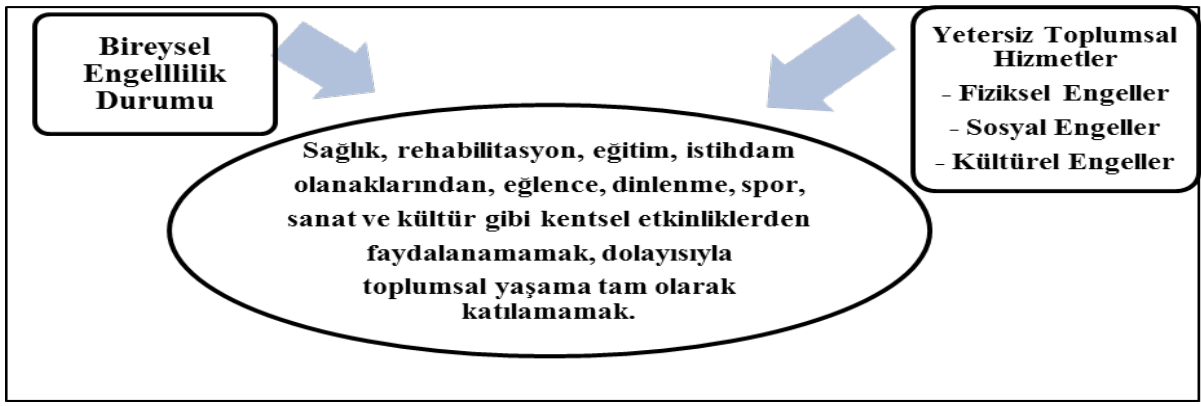 Bireysel
Engelllilik
Durumu
Yetersiz Toplumsal
Hizmetler
- Fiziksel Engeller
- Sosyal Engeller
- Kültürel Engeller
Sağlık, rehabilitasyon, eğitim, istihdam
olanaklarından, eğlence, dinlenme, spor,
sanat ve kültür gibi kentsel etkinliklerden
faydalanamamak, dolayısıyla
toplumsal yaşama tam olarak
katılamamak.